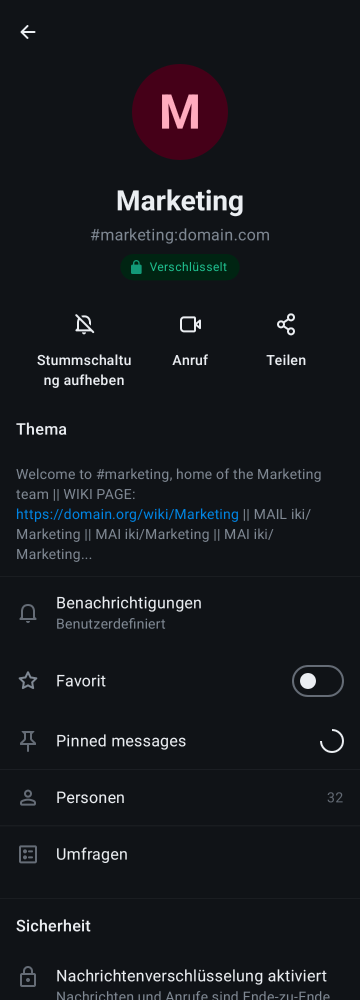 M
Marketing
#marketing:domain.com
Verschlüsselt
Stummschaltu
ng aufheben
Anruf
Teilen
Thema
Welcome to #marketing, home of the Marketing
team || WIKI PAGE:
https://domain.org/wiki/Marketing || MAIL iki/
Marketing || MAI iki/Marketing || MAI iki/
Marketing...
Benachrichtigungen
Benutzerdefiniert
Favorit
Pinned messages
Personen
32
Umfragen
Sicherheit
Nachrichtenverschlüsselung aktiviert
Nachrichten und Anrufe sind Ende-zu-Ende